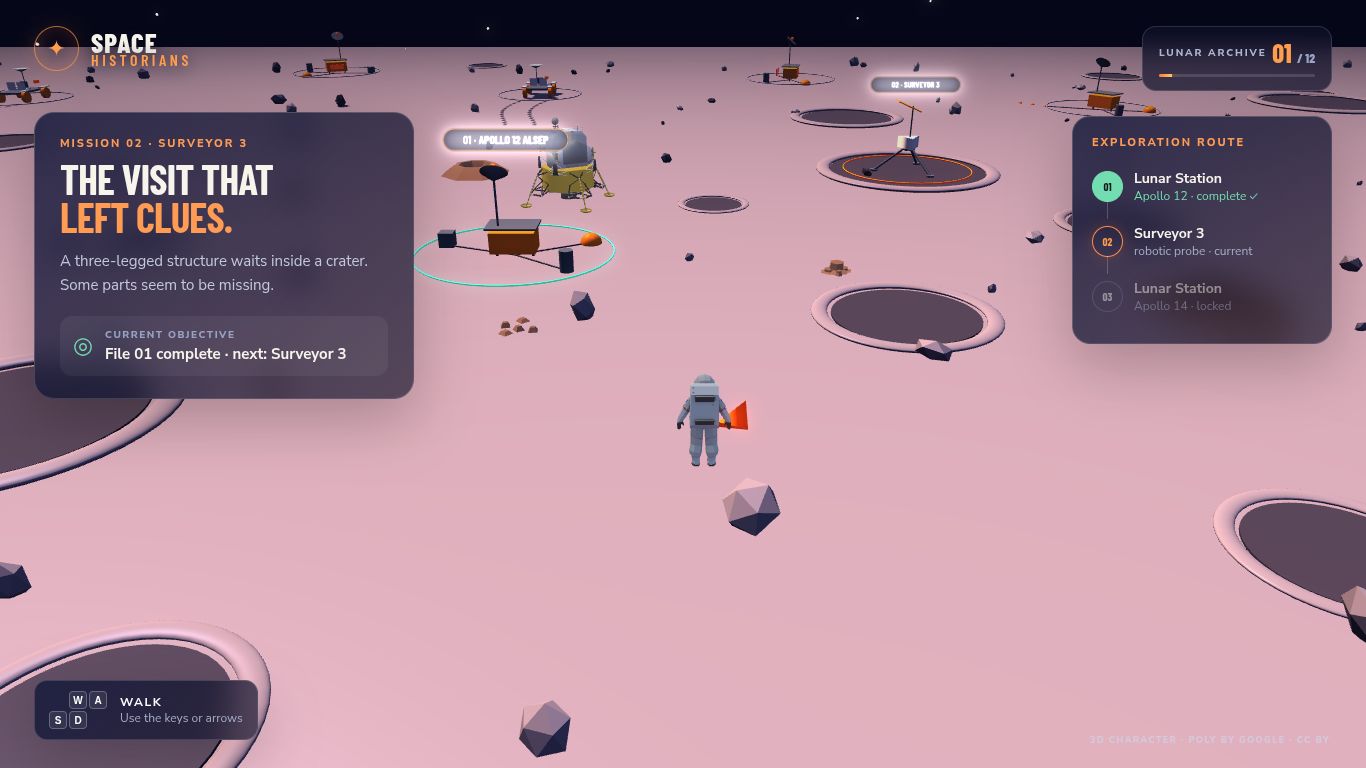 SPACE
HISTORIANS
LUNAR ARCHIVE 01 / 12
MISSION 02 · SURVEYOR 3
THE VISIT THAT
LEFT CLUES.
A three-legged structure waits inside a crater.
Some parts seem to be missing.
CURRENT OBJECTIVE
File 01 complete · next: Surveyor 3
01 · APOLLO 12 ALSEP
02 · SURVEYOR 3
EXPLORATION ROUTE
01 Lunar Station
Apollo 12 · complete ✓
02 Surveyor 3
robotic probe · current
03 Lunar Station
Apollo 14 · locked
W A
S D
WALK
Use the keys or arrows
3D CHARACTER · POLY BY GOOGLE · CC BY